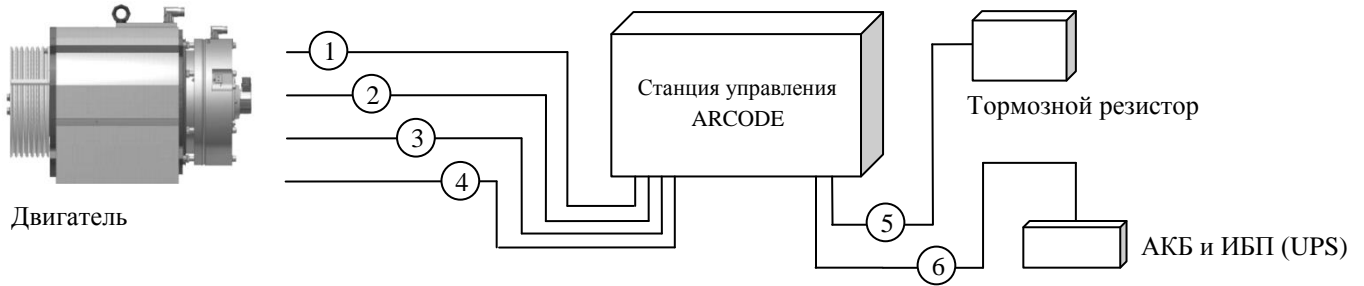 1
2
3
4
Двигатель
Станция управления
ARCODE
Тормозной резистор
5
6
АКБ и ИБП (UPS)